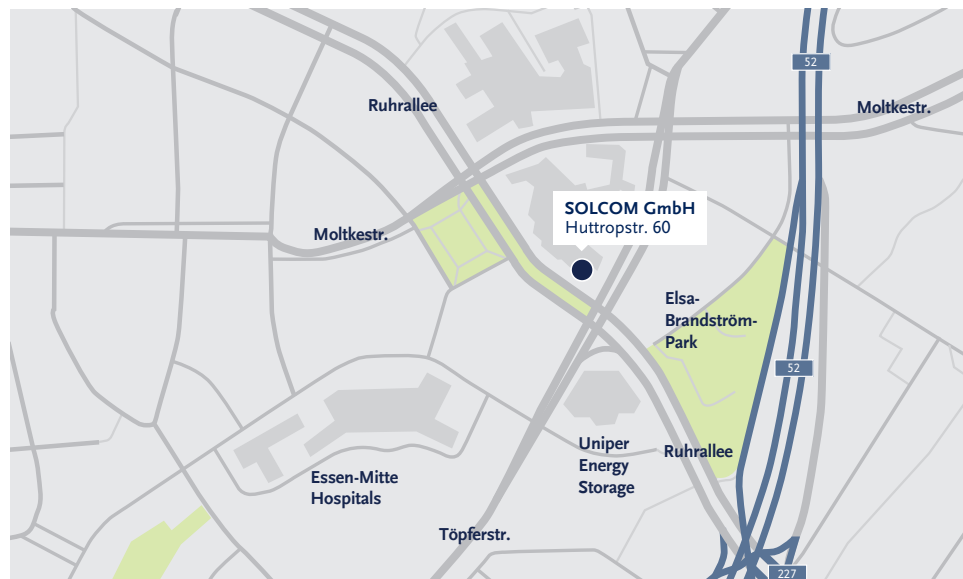 52
Ruhrallee
Moltkestr.
SOLCOM GmbH
Huttropstr. 60
Moltkestr.
Elsa-
Brandström-
Park
52
Uniper
Energy
Storage
Ruhrallee
Essen-Mitte
Hospitals
Töpferstr.
227